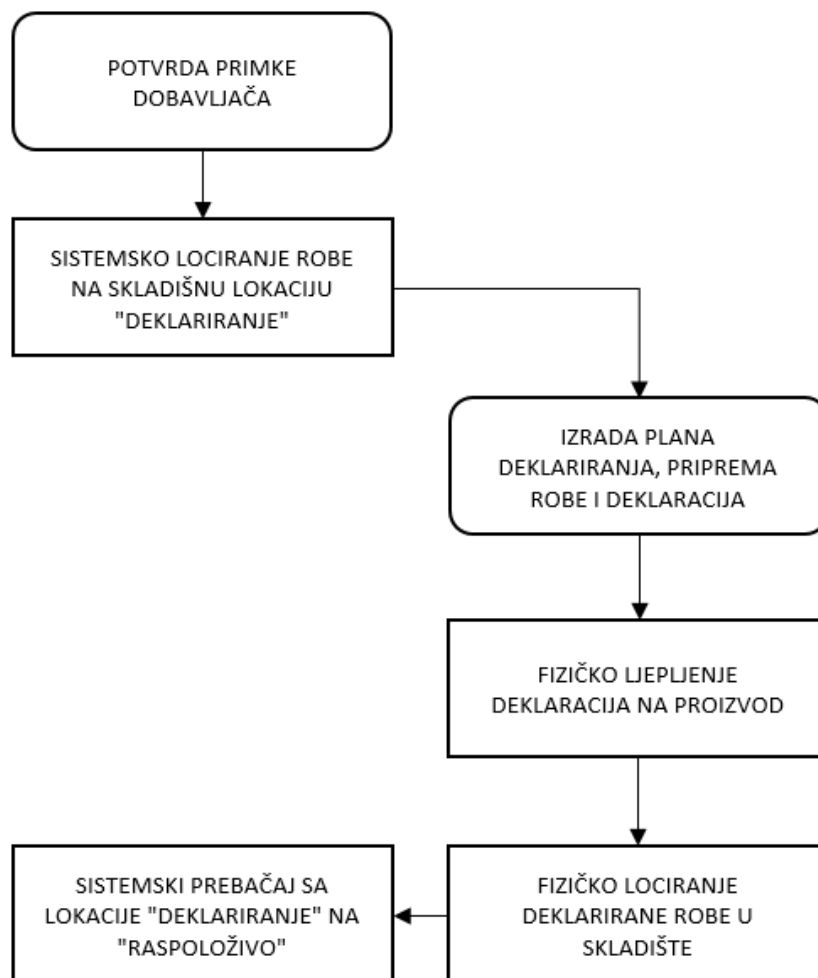 POTVRDA PRIMKE
DOBAVLJAČA
SISTEMSKO LOCIRANJE ROBE
NA SKLADIŠNU LOKACIJU
"DEKLARIRANJE"
IZRADA PLANA
DEKLARIRANJA, PRIPREMA
ROBE I DEKLARACIJA
FIZIČKO LJEPLJENJE
DEKLARACIJA NA PROIZVOD
FIZIČKO LOCIRANJE
DEKLARIRANE ROBE U
SKLADIŠTE
SISTEMSKI PREBAČAJ SA
LOKACIJE "DEKLARIRANJE" NA
"RASPOLOŽIVO"